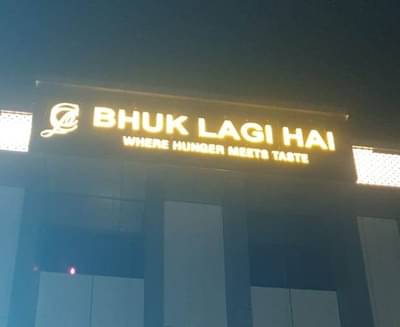 BHUK LAGI HAI
WHERE HUNGER MEETS TASTE